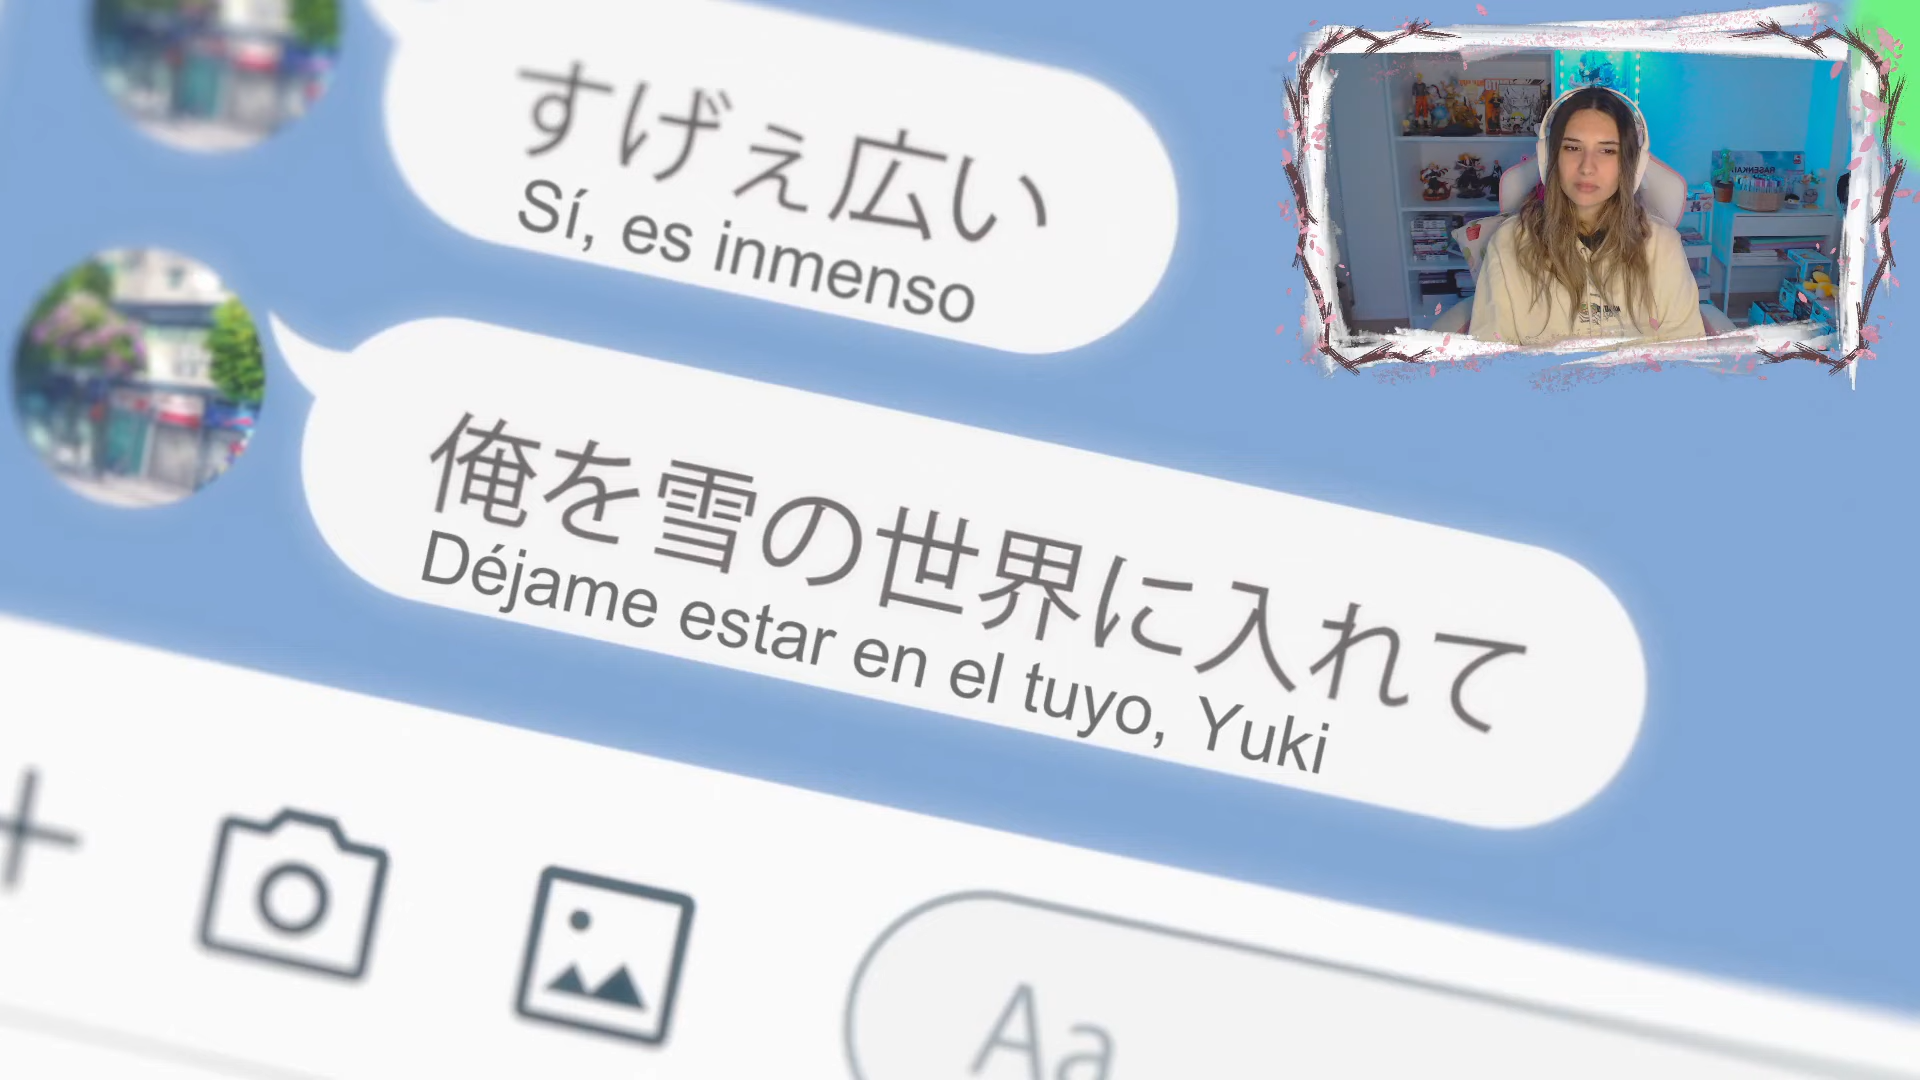 すげぇ広い
Sí, es inmenso
俺を雪の世界に入れて
Déjame estar en el tuyo, Yuki
Aa